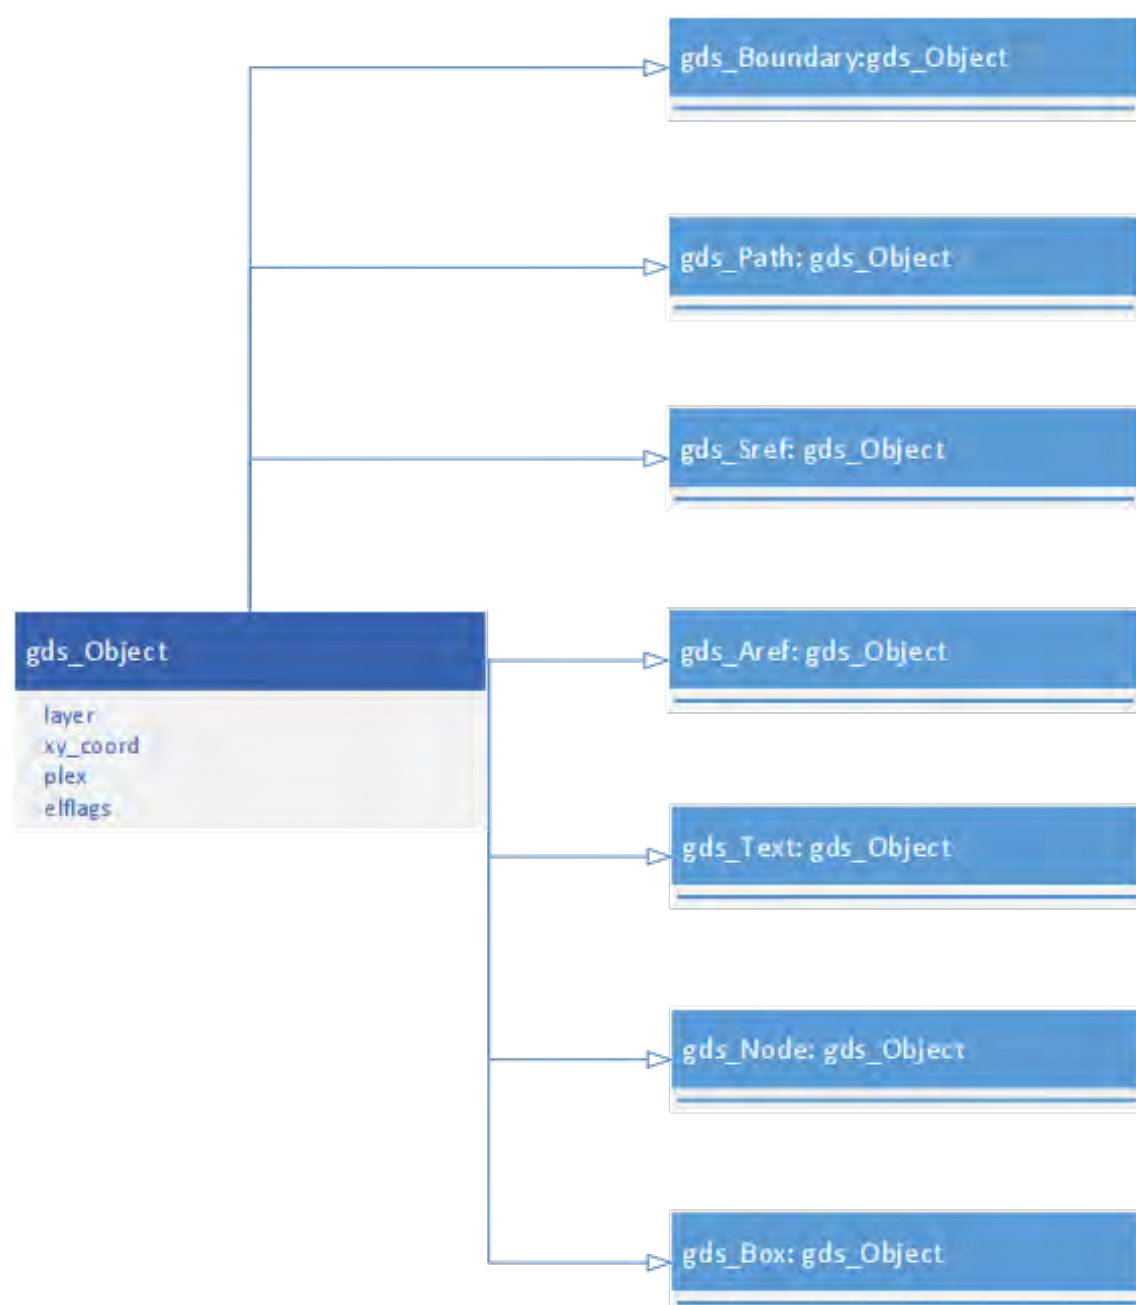 gds_Boundary:gds_Object
gds_Path: gds_Object
gds_Sref: gds_Object
gds_Object
layer
xy_coord
plex
elflags
gds_Aref: gds_Object
gds_Text: gds_Object
gds_Node: gds_Object
gds_Box: gds_Object